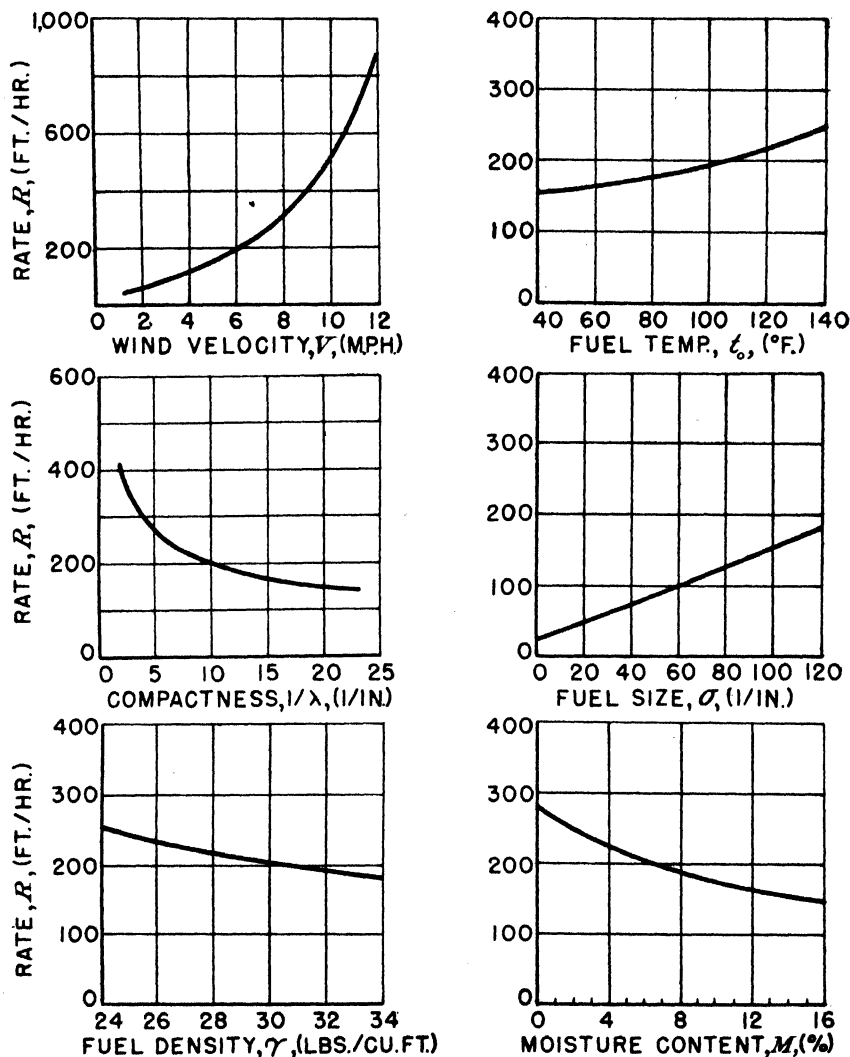 1,000
600
200
0
RATE, R, (FT./HR.)
0 2 4 6 8 10 12
WIND VELOCITY, V, (M.P.H.)
400
300
200
100
0
40 60 80 100 120 140
FUEL TEMP., t₀, (°F.)
600
400
200
0
RATE, R, (FT./HR.)
0 5 10 15 20 25
COMPACTNESS, 1/λ, (1/IN.)
400
300
200
100
0
0 20 40 60 80 100 120
FUEL SIZE, σ, (1/IN.)
400
300
200
100
0
RATE, R, (FT./HR.)
24 26 28 30 32 34
FUEL DENSITY, γ, (LBS./CU.FT.)
400
300
200
100
0
0 4 8 12 16
MOISTURE CONTENT, M, (%)